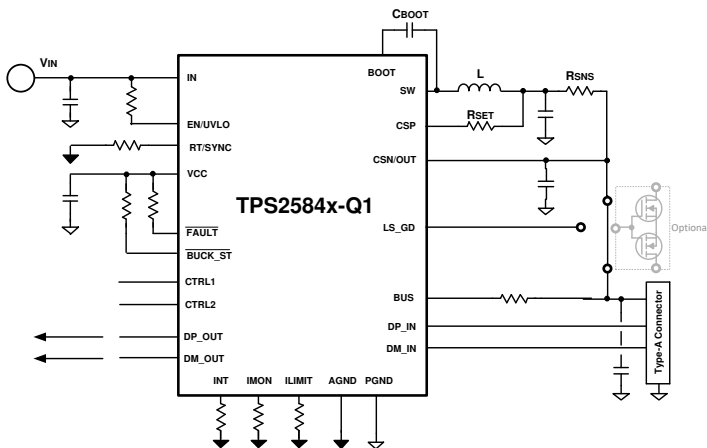 CBOOT
VIN
BOOT
L
RSNS
IN
SW
CSP
RSET
EN/UVLO
RT/SYNC
CSN/OUT
VCC
TPS2584x-Q1
LS_GD
Optiona
FAULT
BUCK_ST
CTRL1
BUS
CTRL2
DP_IN
DP_OUT
DM_IN
DM_OUT
Type-A Connector
INT IMON ILIMIT AGND PGND